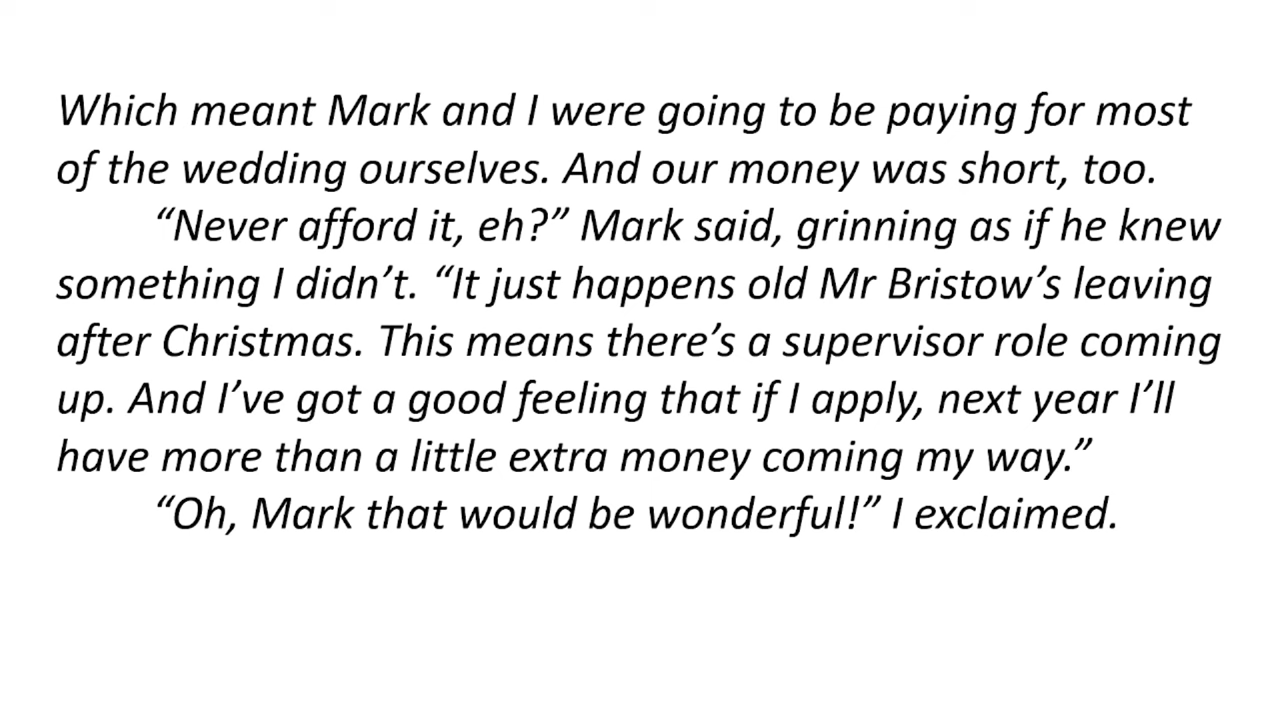 Which meant Mark and I were going to be paying for most
of the wedding ourselves. And our money was short, too.
“Never afford it, eh?” Mark said, grinning as if he knew
something I didn’t. “It just happens old Mr Bristow’s leaving
after Christmas. This means there’s a supervisor role coming
up. And I’ve got a good feeling that if I apply, next year I’ll
have more than a little extra money coming my way.”
“Oh, Mark that would be wonderful!” I exclaimed.